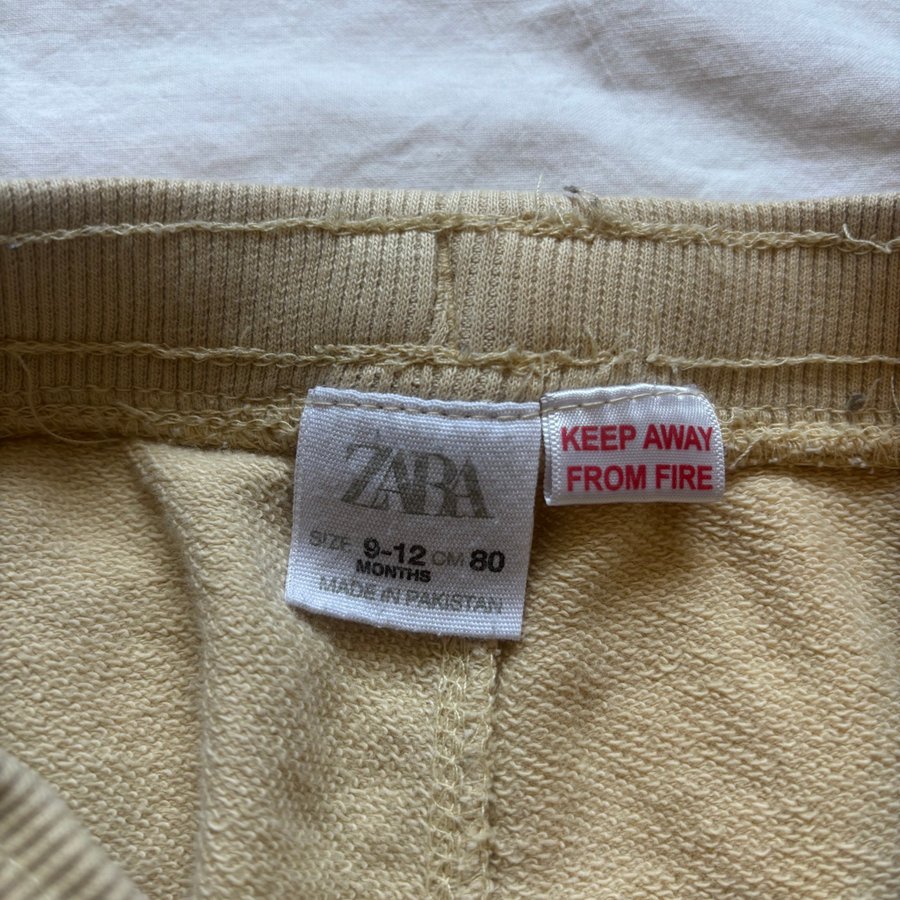 ZARA
SIZE 9-12 CM 80
MONTHS
MADE IN PAKISTAN
KEEP AWAY
FROM FIRE